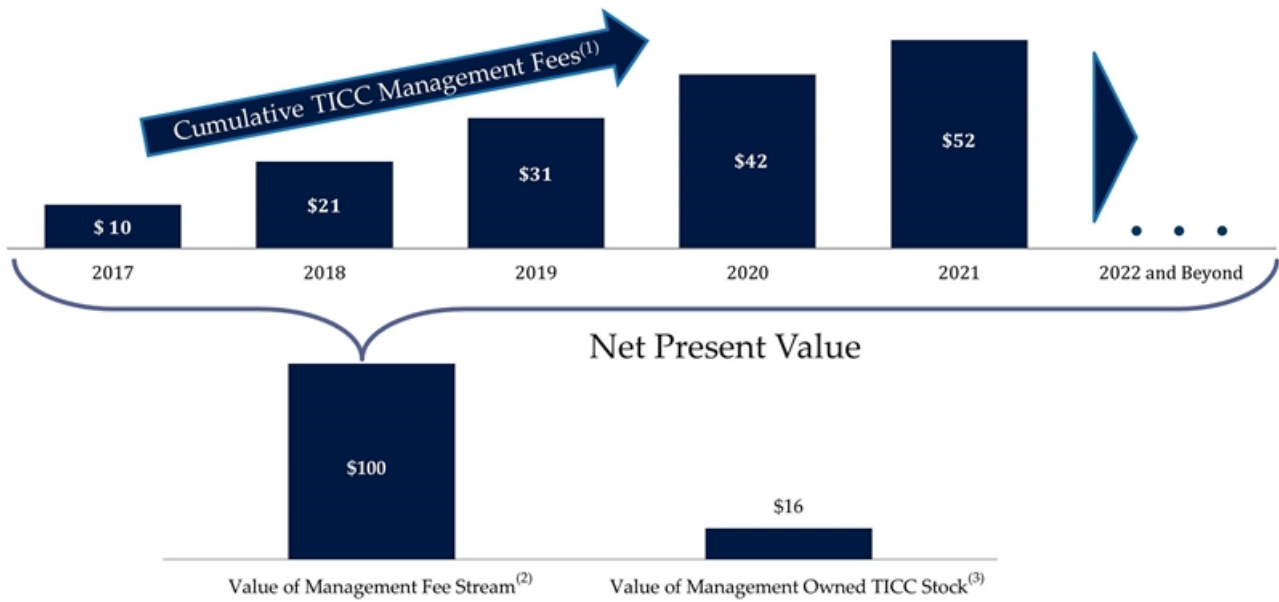 Cumulative TICC Management Fees(1)
$ 10
$21
$31
$42
$52
2017
2018
2019
2020
2021
2022 and Beyond
Net Present Value
$100
$16
Value of Management Fee Stream(2)
Value of Management Owned TICC Stock(3)